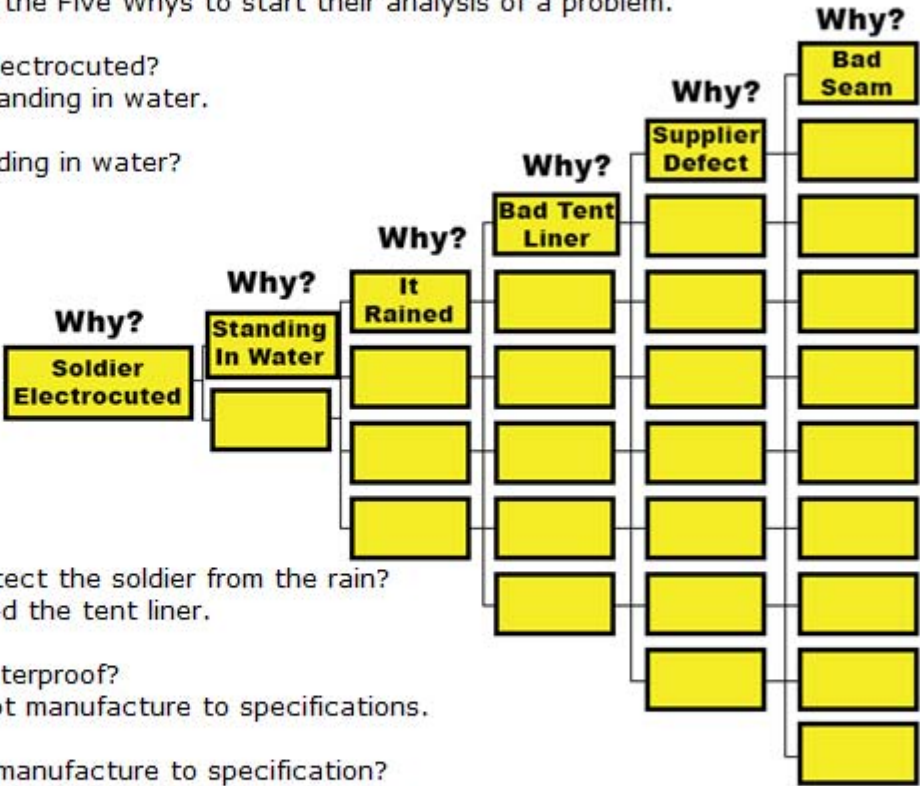 the Five Whys to start their analysis of a problem.
ectrocuted?
anding in water.
ding in water?
Why?
Soldier
Electrocuted
Why?
Standing
In Water
Why?
It
Rained
Why?
Bad Tent
Liner
Why?
Supplier
Defect
Why?
Bad
Seam
tect the soldier from the rain?
d the tent liner.
terproof?
ot manufacture to specifications.
manufacture to specification?